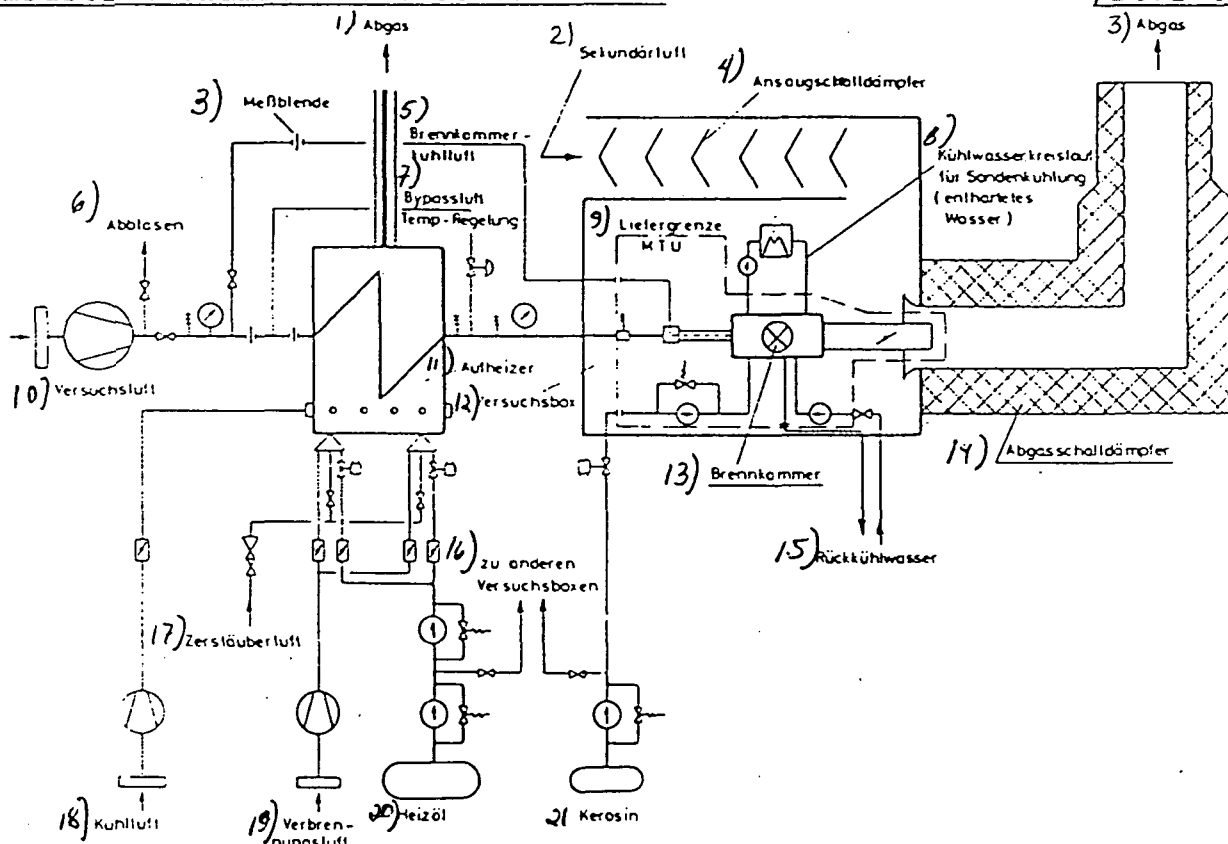 1) Abgas
2) Sekundärluft
3) Abgas
4) Ansaugschalldämpfer
3) Meßblende
5) Brennkammer-
kühlluft
7) Bypassluft
Temp-Regelung
6) Abblasen
8) Kühlwasserkreislauf
für Sondenkühlung
(enthärtetes
Wasser)
9) Liefergrenze
MTU
10) Versuchsluft
11) Aufheizer
12) Versuchsbox
13) Brennkammer
14) Abgasschalldämpfer
15) Rückkühlwasser
16) zu anderen
Versuchsboxen
17) Zerstäuberluft
18) Kühlluft
19) Verbren-
nungsluft
20) Heizöl
21 Kerosin